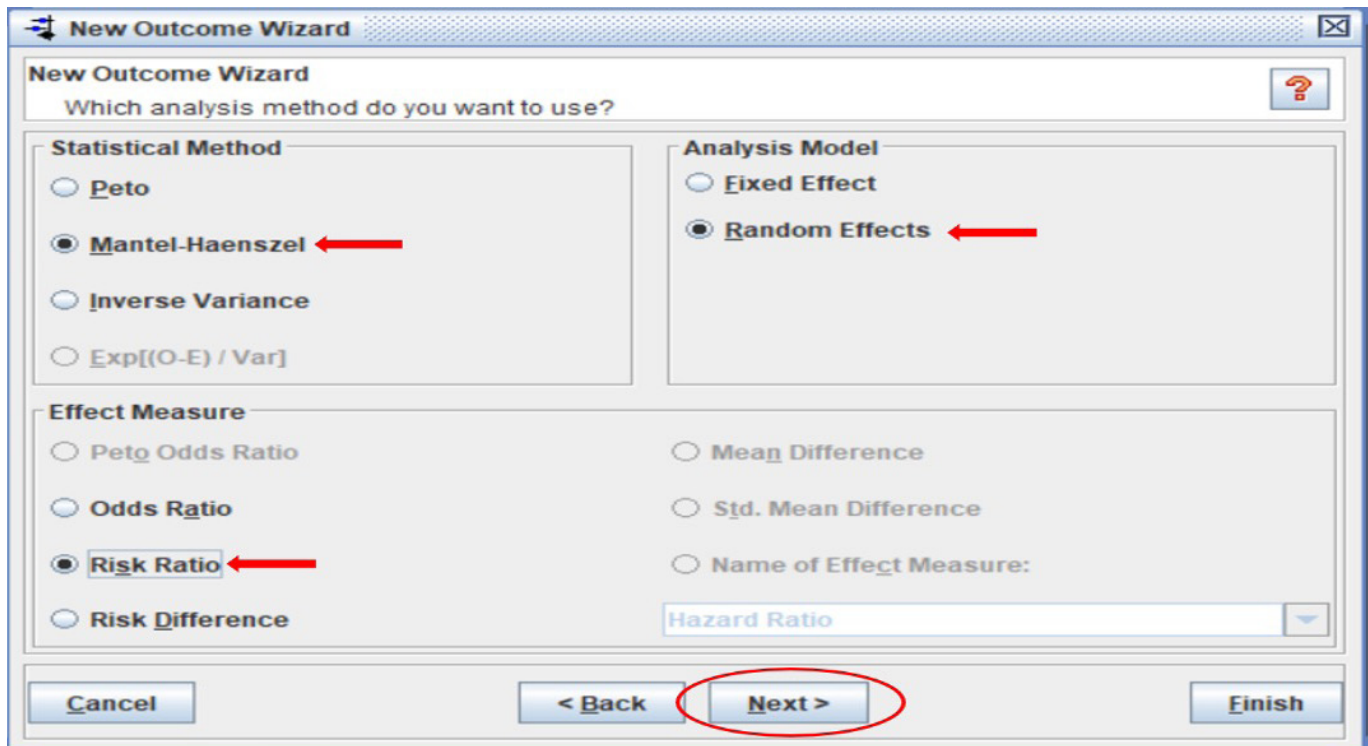 New Outcome Wizard
New Outcome Wizard
Which analysis method do you want to use?
?
Statistical Method
Peto
Mantel-Haenszel
Inverse Variance
Exp[(O-E) / Var]
Analysis Model
Fixed Effect
Random Effects
Effect Measure
Peto Odds Ratio
Odds Ratio
Risk Ratio
Risk Difference
Mean Difference
Std. Mean Difference
Name of Effect Measure:
Hazard Ratio
Cancel
< Back
Next >
Finish